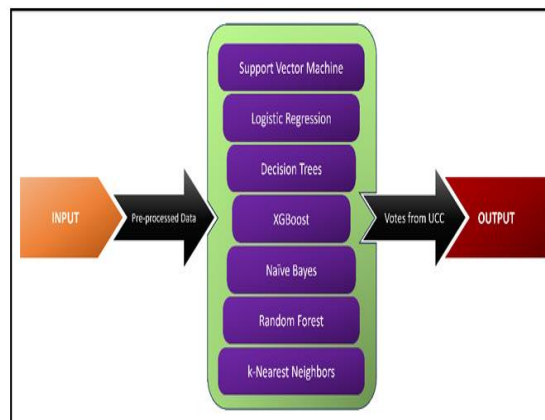 INPUT
Pre-processed Data
Support Vector Machine
Logistic Regression
Decision Trees
XGBoost
Naïve Bayes
Random Forest
k-Nearest Neighbors
Votes from UCC
OUTPUT